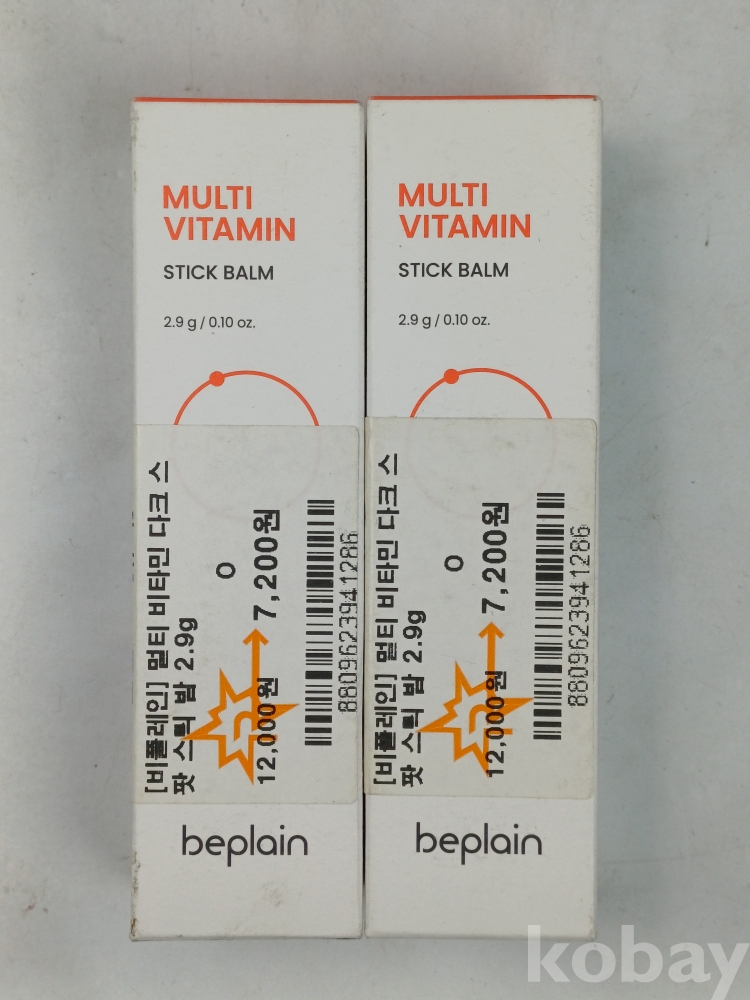 MULTI
VITAMIN
STICK BALM
2.9 g / 0.10 oz.
[비플레인] 멀티 비타민 다크 스
팟 스틱 밤 2.9g
O
12,000원 → 7,200원
8809623941286
beplain
MULTI
VITAMIN
STICK BALM
2.9 g / 0.10 oz.
[비플레인] 멀티 비타민 다크 스
팟 스틱 밤 2.9g
O
12,000원 → 7,200원
8809623941286
beplain
kobay